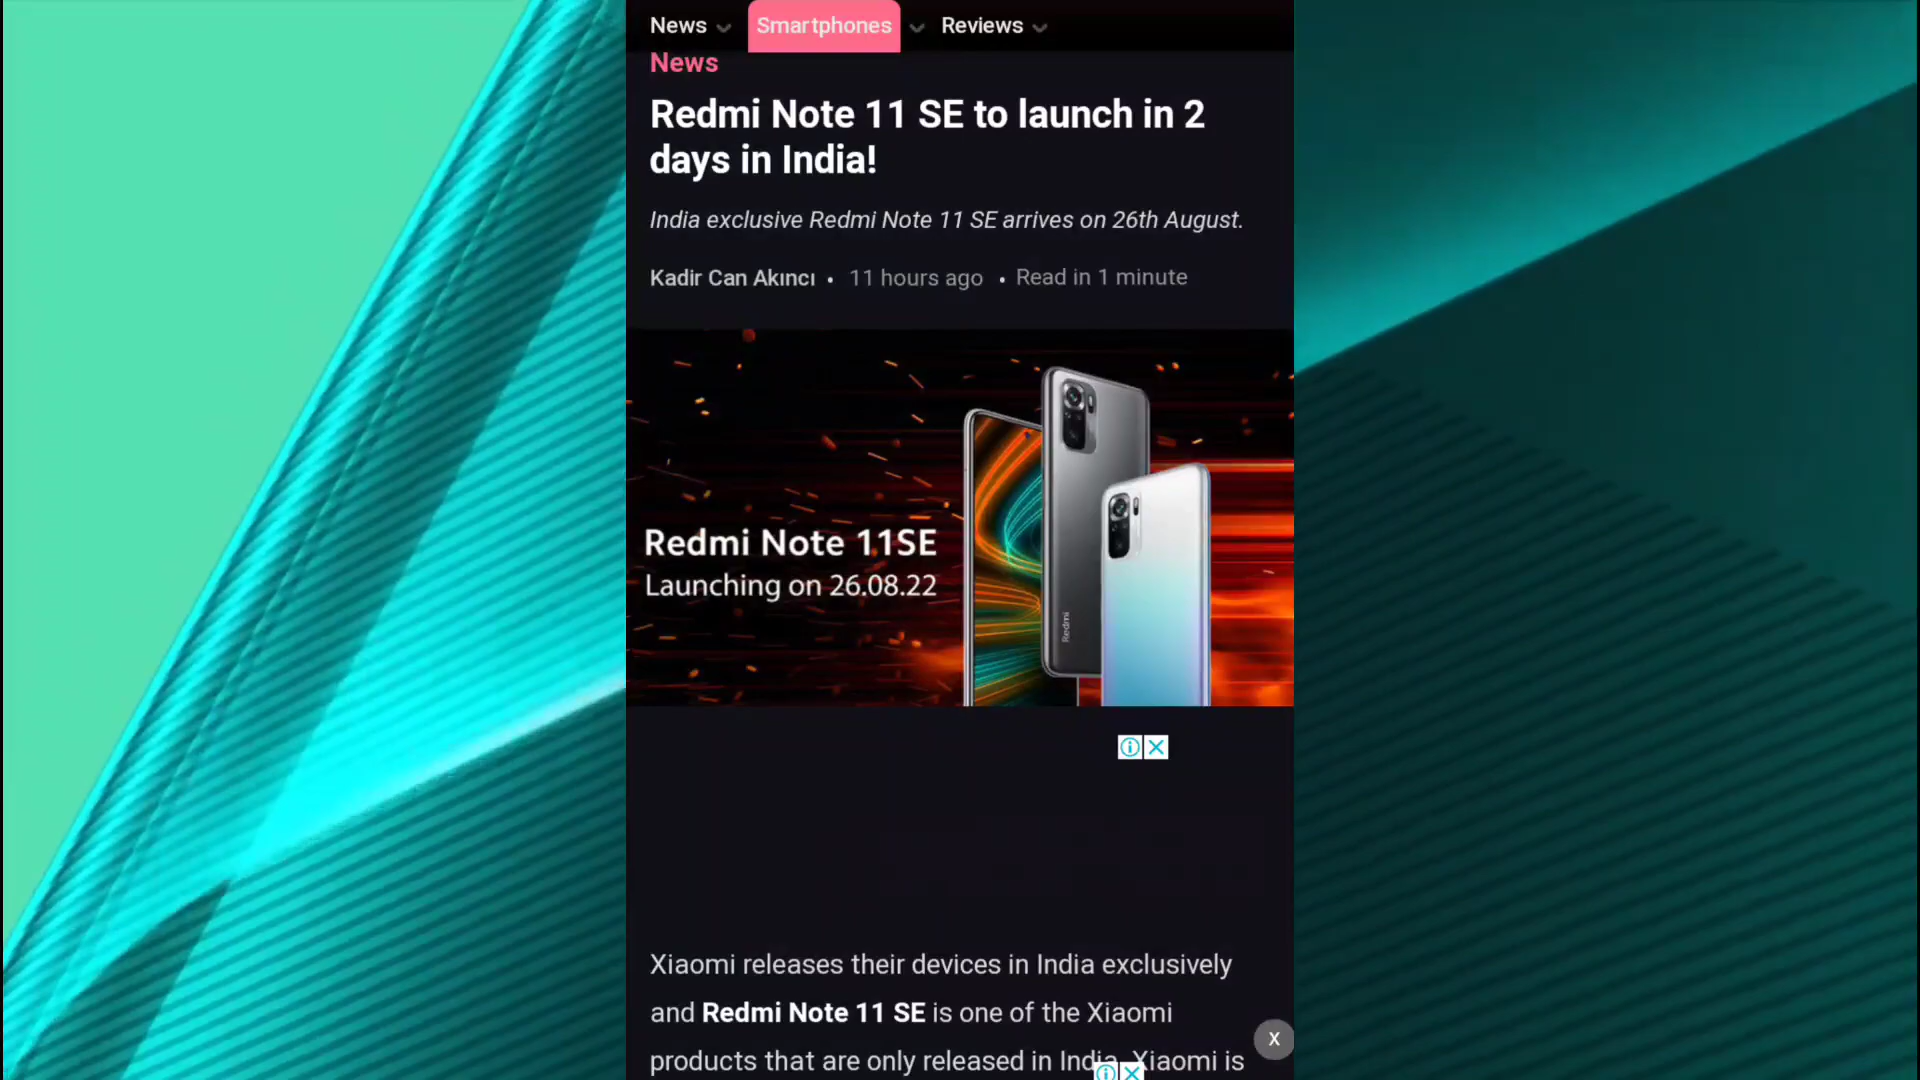 News Smartphones Reviews
News
Redmi Note 11 SE to launch in 2
days in India!
India exclusive Redmi Note 11 SE arrives on 26th August.
Kadir Can Akıncı • 11 hours ago • Read in 1 minute
Redmi Note 11SE
Launching on 26.08.22
Redmi
Xiaomi releases their devices in India exclusively
and Redmi Note 11 SE is one of the Xiaomi
X
products that are only released in India. Xiaomi is